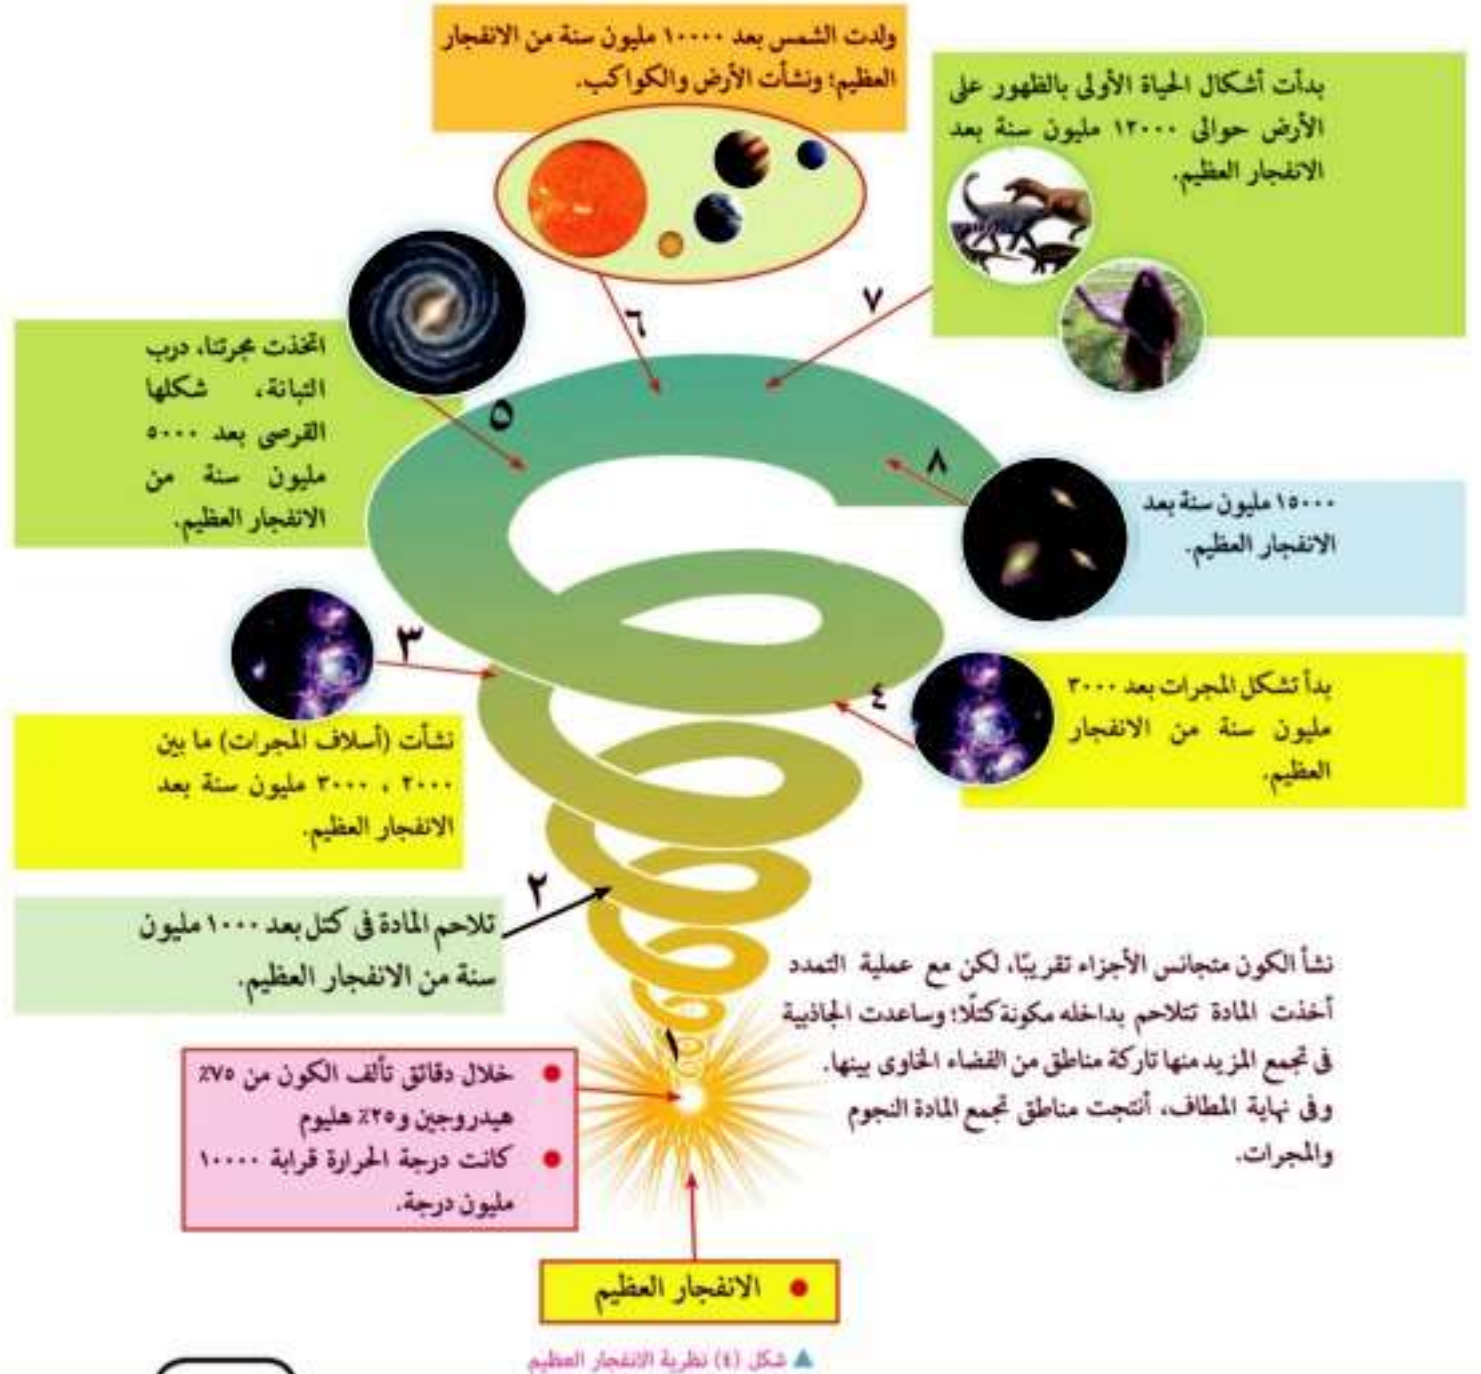 ولدت الشمس بعد ١٠٠٠٠ مليون سنة من الانفجار
العظيم؛ ونشأت الأرض والكواكب.
بدأت أشكال الحياة الأولى بالظهور على
الأرض حوالى ١٢٠٠٠ مليون سنة بعد
الانفجار العظيم.
٦
٧
اتخذت مجرتنا، درب
التبانة، شكلها
القرصى بعد ٥٠٠٠
مليون سنة من
الانفجار العظيم.
٥
٨
١٥٠٠٠ مليون سنة بعد
الانفجار العظيم.
٣
٤
بدأ تشكل المجرات بعد ٣٠٠٠
مليون سنة من الانفجار
العظيم.
نشأت (أسلاف المجرات) ما بين
٢٠٠٠ ، ٣٠٠٠ مليون سنة بعد
الانفجار العظيم.
٢
تلاحم المادة فى كتل بعد ١٠٠٠ مليون
سنة من الانفجار العظيم.
نشأ الكون متجانس الأجزاء تقريبًا، لكن مع عملية التمدد
أخذت المادة تتلاحم بداخله مكونة كتلًا؛ وساعدت الجاذبية
فى تجمع المزيد منها تاركة مناطق من الفضاء الخاوى بينها.
وفى نهاية المطاف، أنتجت مناطق تجمع المادة النجوم
والمجرات.
١
● خلال دقائق تألف الكون من ٧٥٪
هيدروجين و٢٥٪ هليوم
● كانت درجة الحرارة قرابة ١٠٠٠٠
مليون درجة.
● الانفجار العظيم
▲ شكل (٤) نظرية الانفجار العظيم